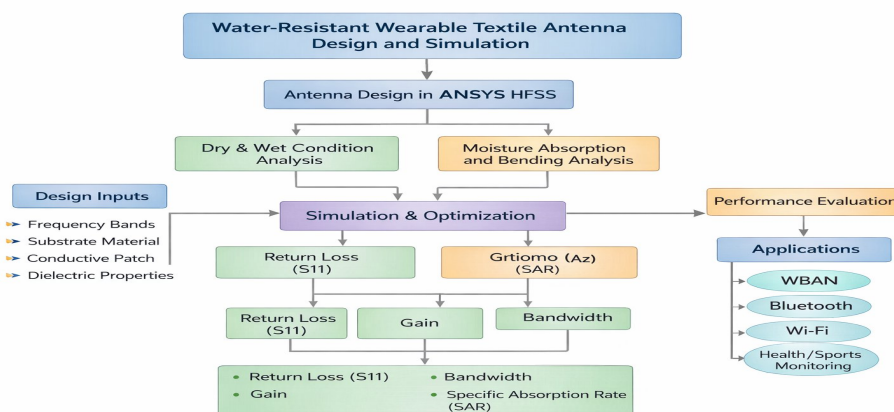 Water-Resistant Wearable Textile Antenna
Design and Simulation
Antenna Design in ANSYS HFSS
Dry & Wet Condition
Analysis
Moisture Absorption
and Bending Analysis
Design Inputs
Frequency Bands
Substrate Material
Conductive Patch
Dielectric Properties
Simulation & Optimization
Performance Evaluation
Return Loss
(S11)
Grtiomo (Az)
(SAR)
Return Loss
(S11)
Gain
Bandwidth
• Return Loss (S11)
• Gain
• Bandwidth
• Specific Absorption Rate
(SAR)
Applications
WBAN
Bluetooth
Wi-Fi
Health/Sports
Monitoring